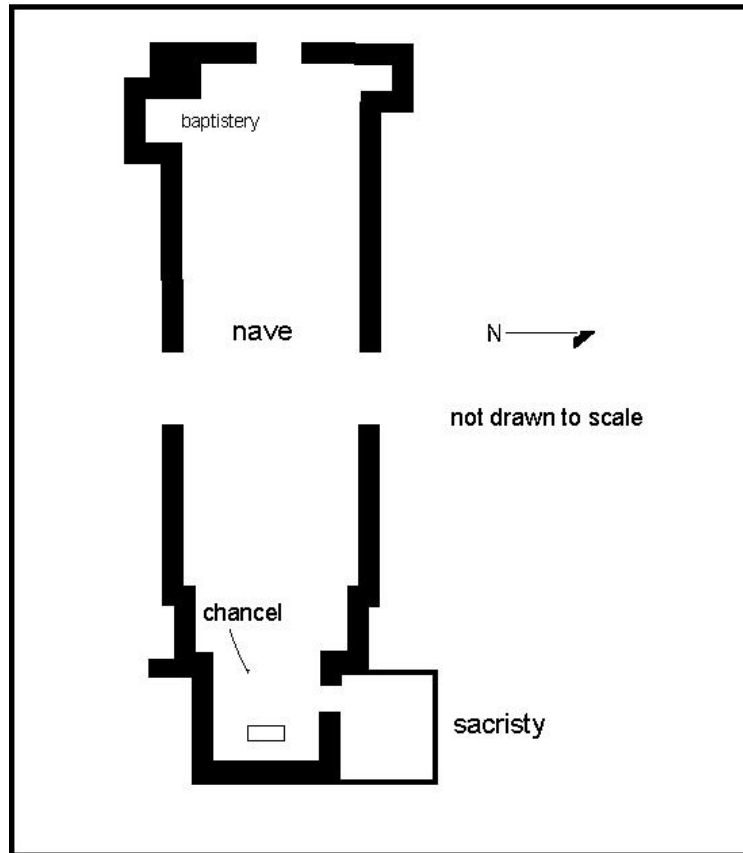 baptistery
nave
N
not drawn to scale
chancel
sacristy